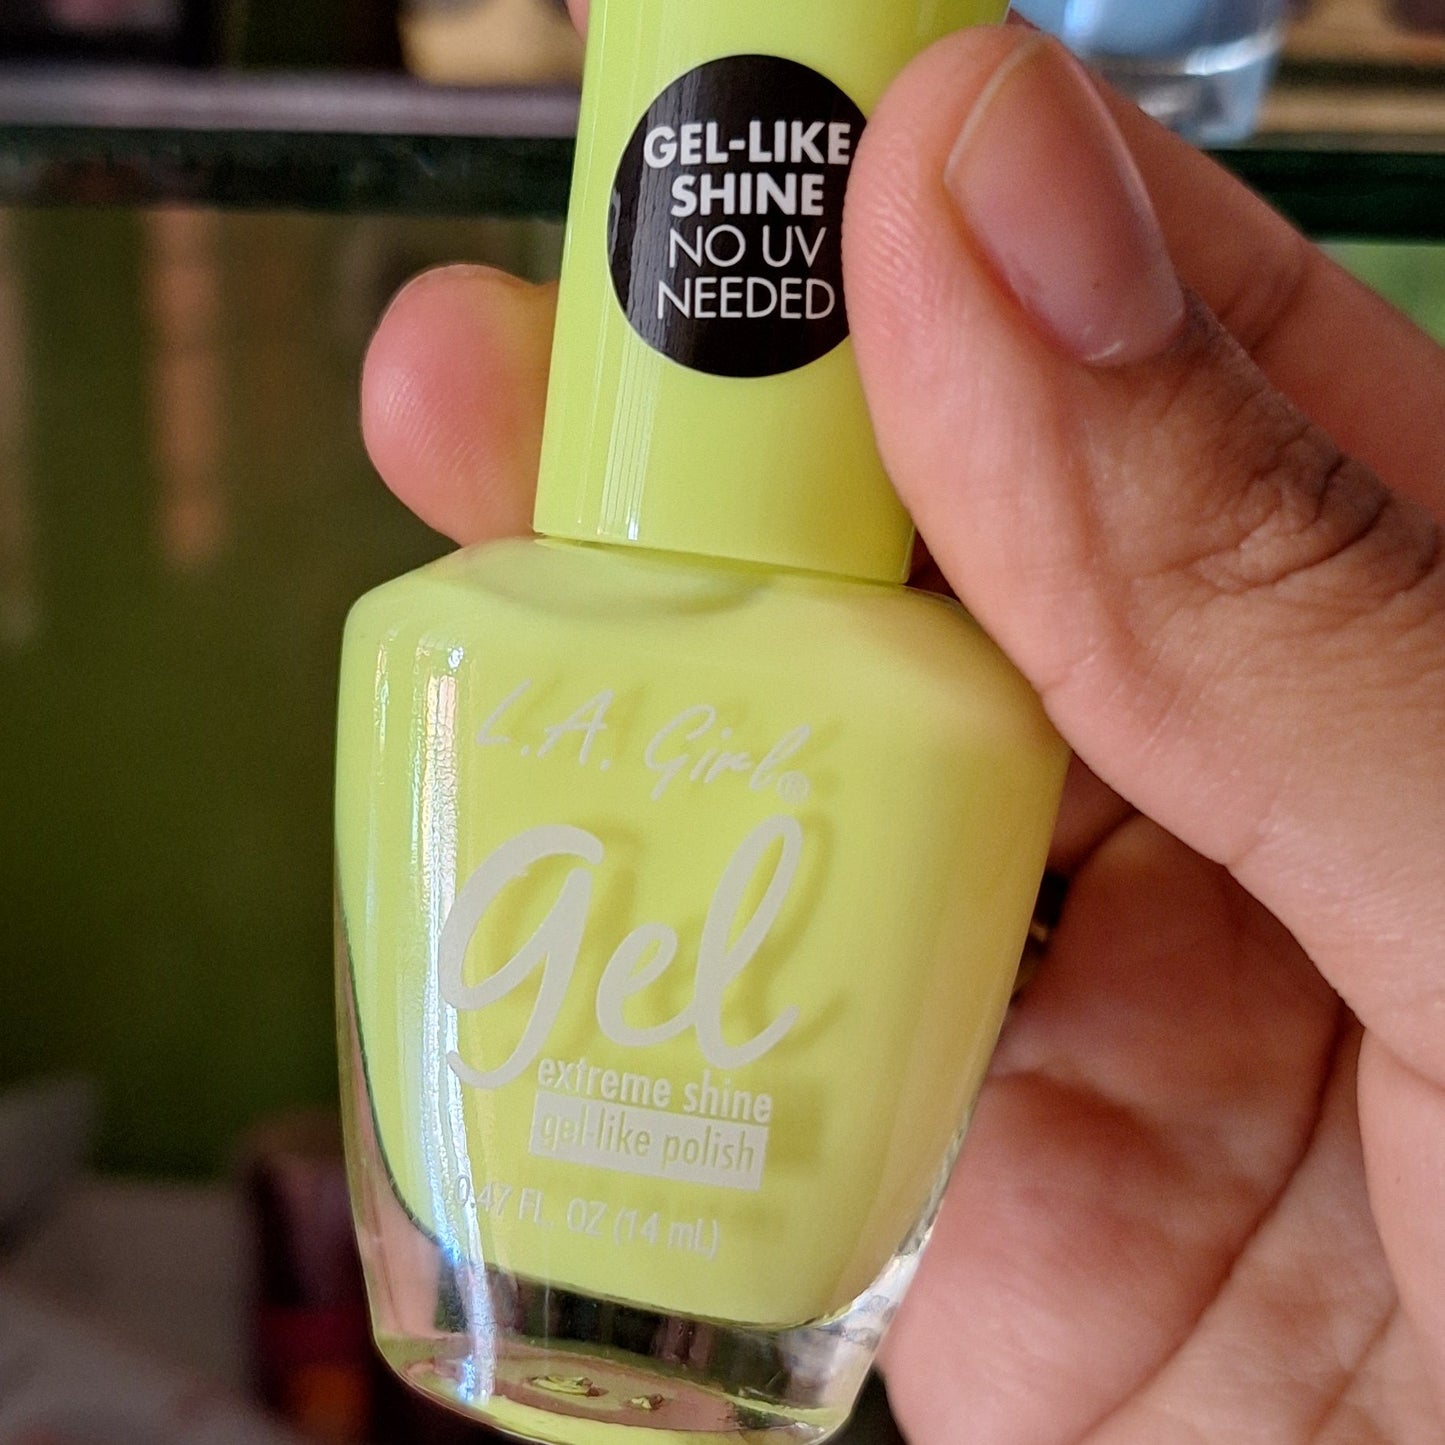 GEL-LIKE
SHINE
NO UV
NEEDED
L.A. Girl®
gel
extreme shine
gel-like polish
0.47 FL. OZ (14 mL)